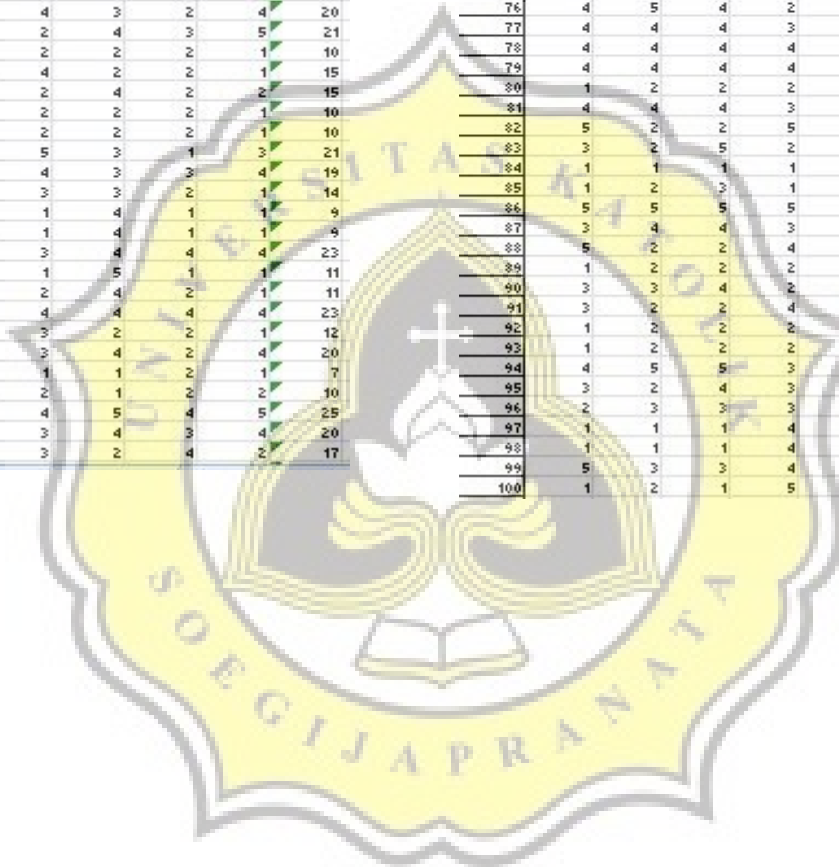 4 3 2 4 20
2 4 3 5 21
2 2 2 1 10
4 2 2 1 15
2 4 2 2 15
2 2 2 1 10
2 2 2 1 10
5 3 1 3 21
4 3 3 4 19
3 3 2 1 14
1 4 1 1 9
1 4 1 1 9
3 4 4 4 23
1 5 1 1 11
2 4 2 1 11
4 4 4 4 23
3 2 2 1 12
3 4 2 4 20
1 1 2 1 7
2 1 2 2 10
4 5 4 5 25
3 4 3 4 20
3 2 4 2 17
76 4 5 4 2
77 4 4 4 3
78 4 4 4 4
79 4 4 4 4
80 1 2 2 2
81 4 4 4 3
82 5 2 2 5
83 3 2 5 2
84 1 1 1 1
85 1 2 3 1
86 5 5 5 5
87 3 4 4 3
88 5 2 2 4
89 1 2 2 2
90 3 3 4 2
91 3 2 2 4
92 1 2 2 2
93 1 2 2 2
94 4 5 5 3
95 3 2 4 3
96 2 3 3 3
97 1 1 1 4
98 1 1 1 4
99 5 3 3 4
100 1 2 1 5
UNIVERSITAS KATOLIK
SOEGIJAPRANATA